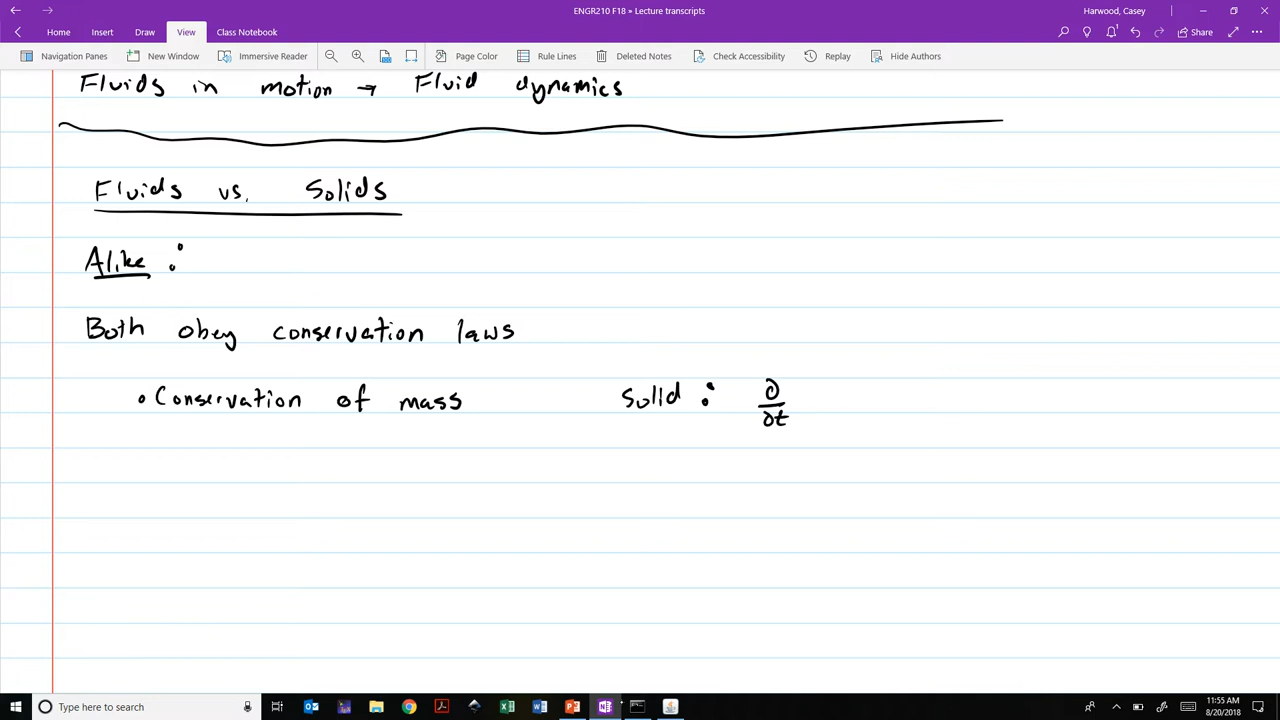 ENGR210 F18 » Lecture transcripts
Harwood, Casey
Home Insert Draw View Class Notebook
Share
Navigation Panes New Window Immersive Reader Page Color Rule Lines Deleted Notes Check Accessibility Replay Hide Authors
Fluids in motion → Fluid dynamics
Fluids vs. Solids
Alike :
Both obey conservation laws
• Conservation of mass Solid : ∂/∂t
Type here to search
11:55 AM
8/20/2018